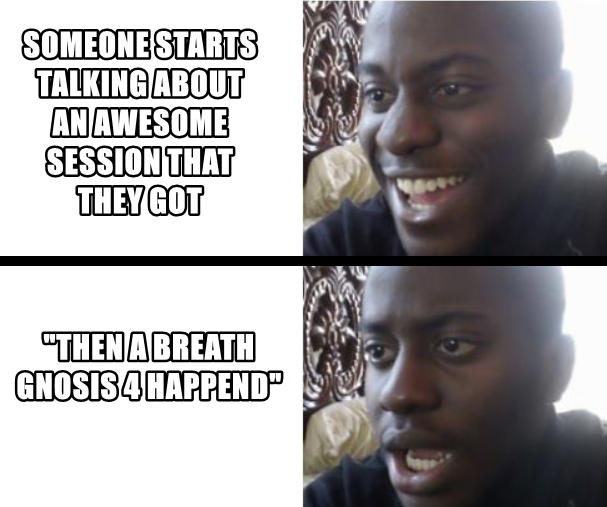 SOMEONE STARTS
TALKING ABOUT
AN AWESOME
SESSION THAT
THEY GOT
"THEN A BREATH
GNOSIS 4 HAPPEND"